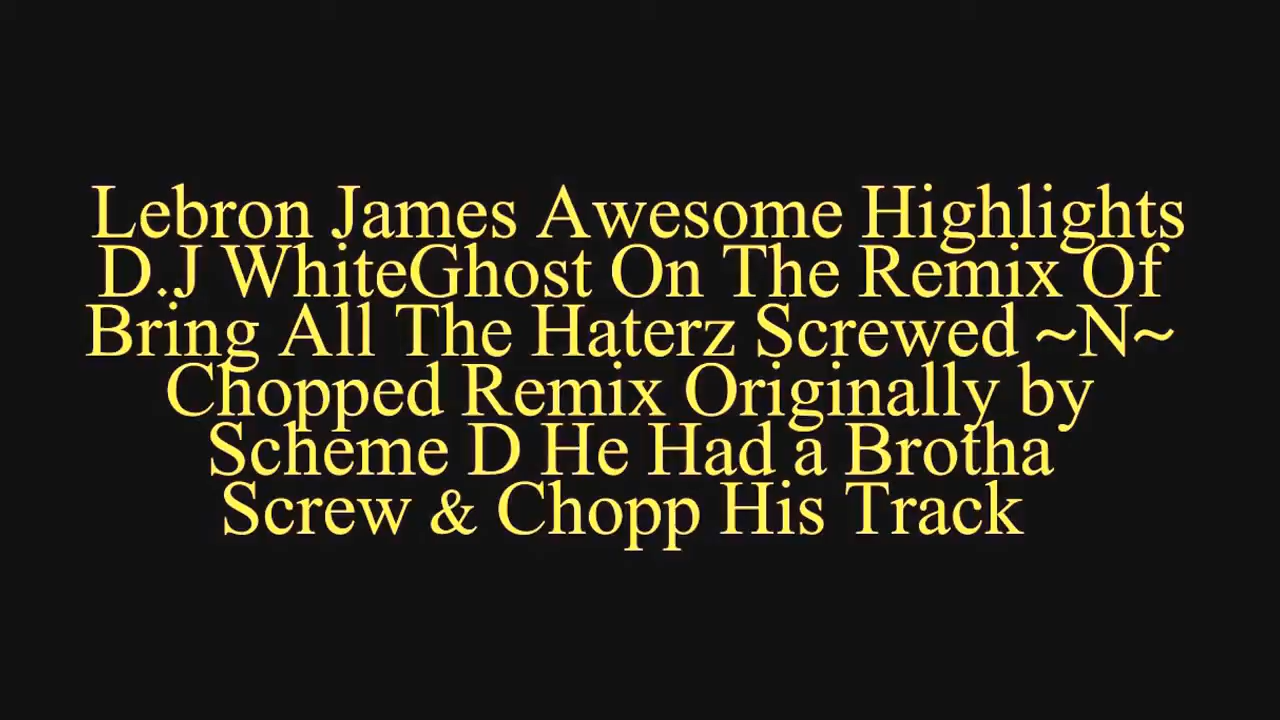 Lebron James Awesome Highlights
D.J WhiteGhost On The Remix Of
Bring All The Haterz Screwed ~N~
Chopped Remix Originally by
Scheme D He Had a Brotha
Screw & Chopp His Track